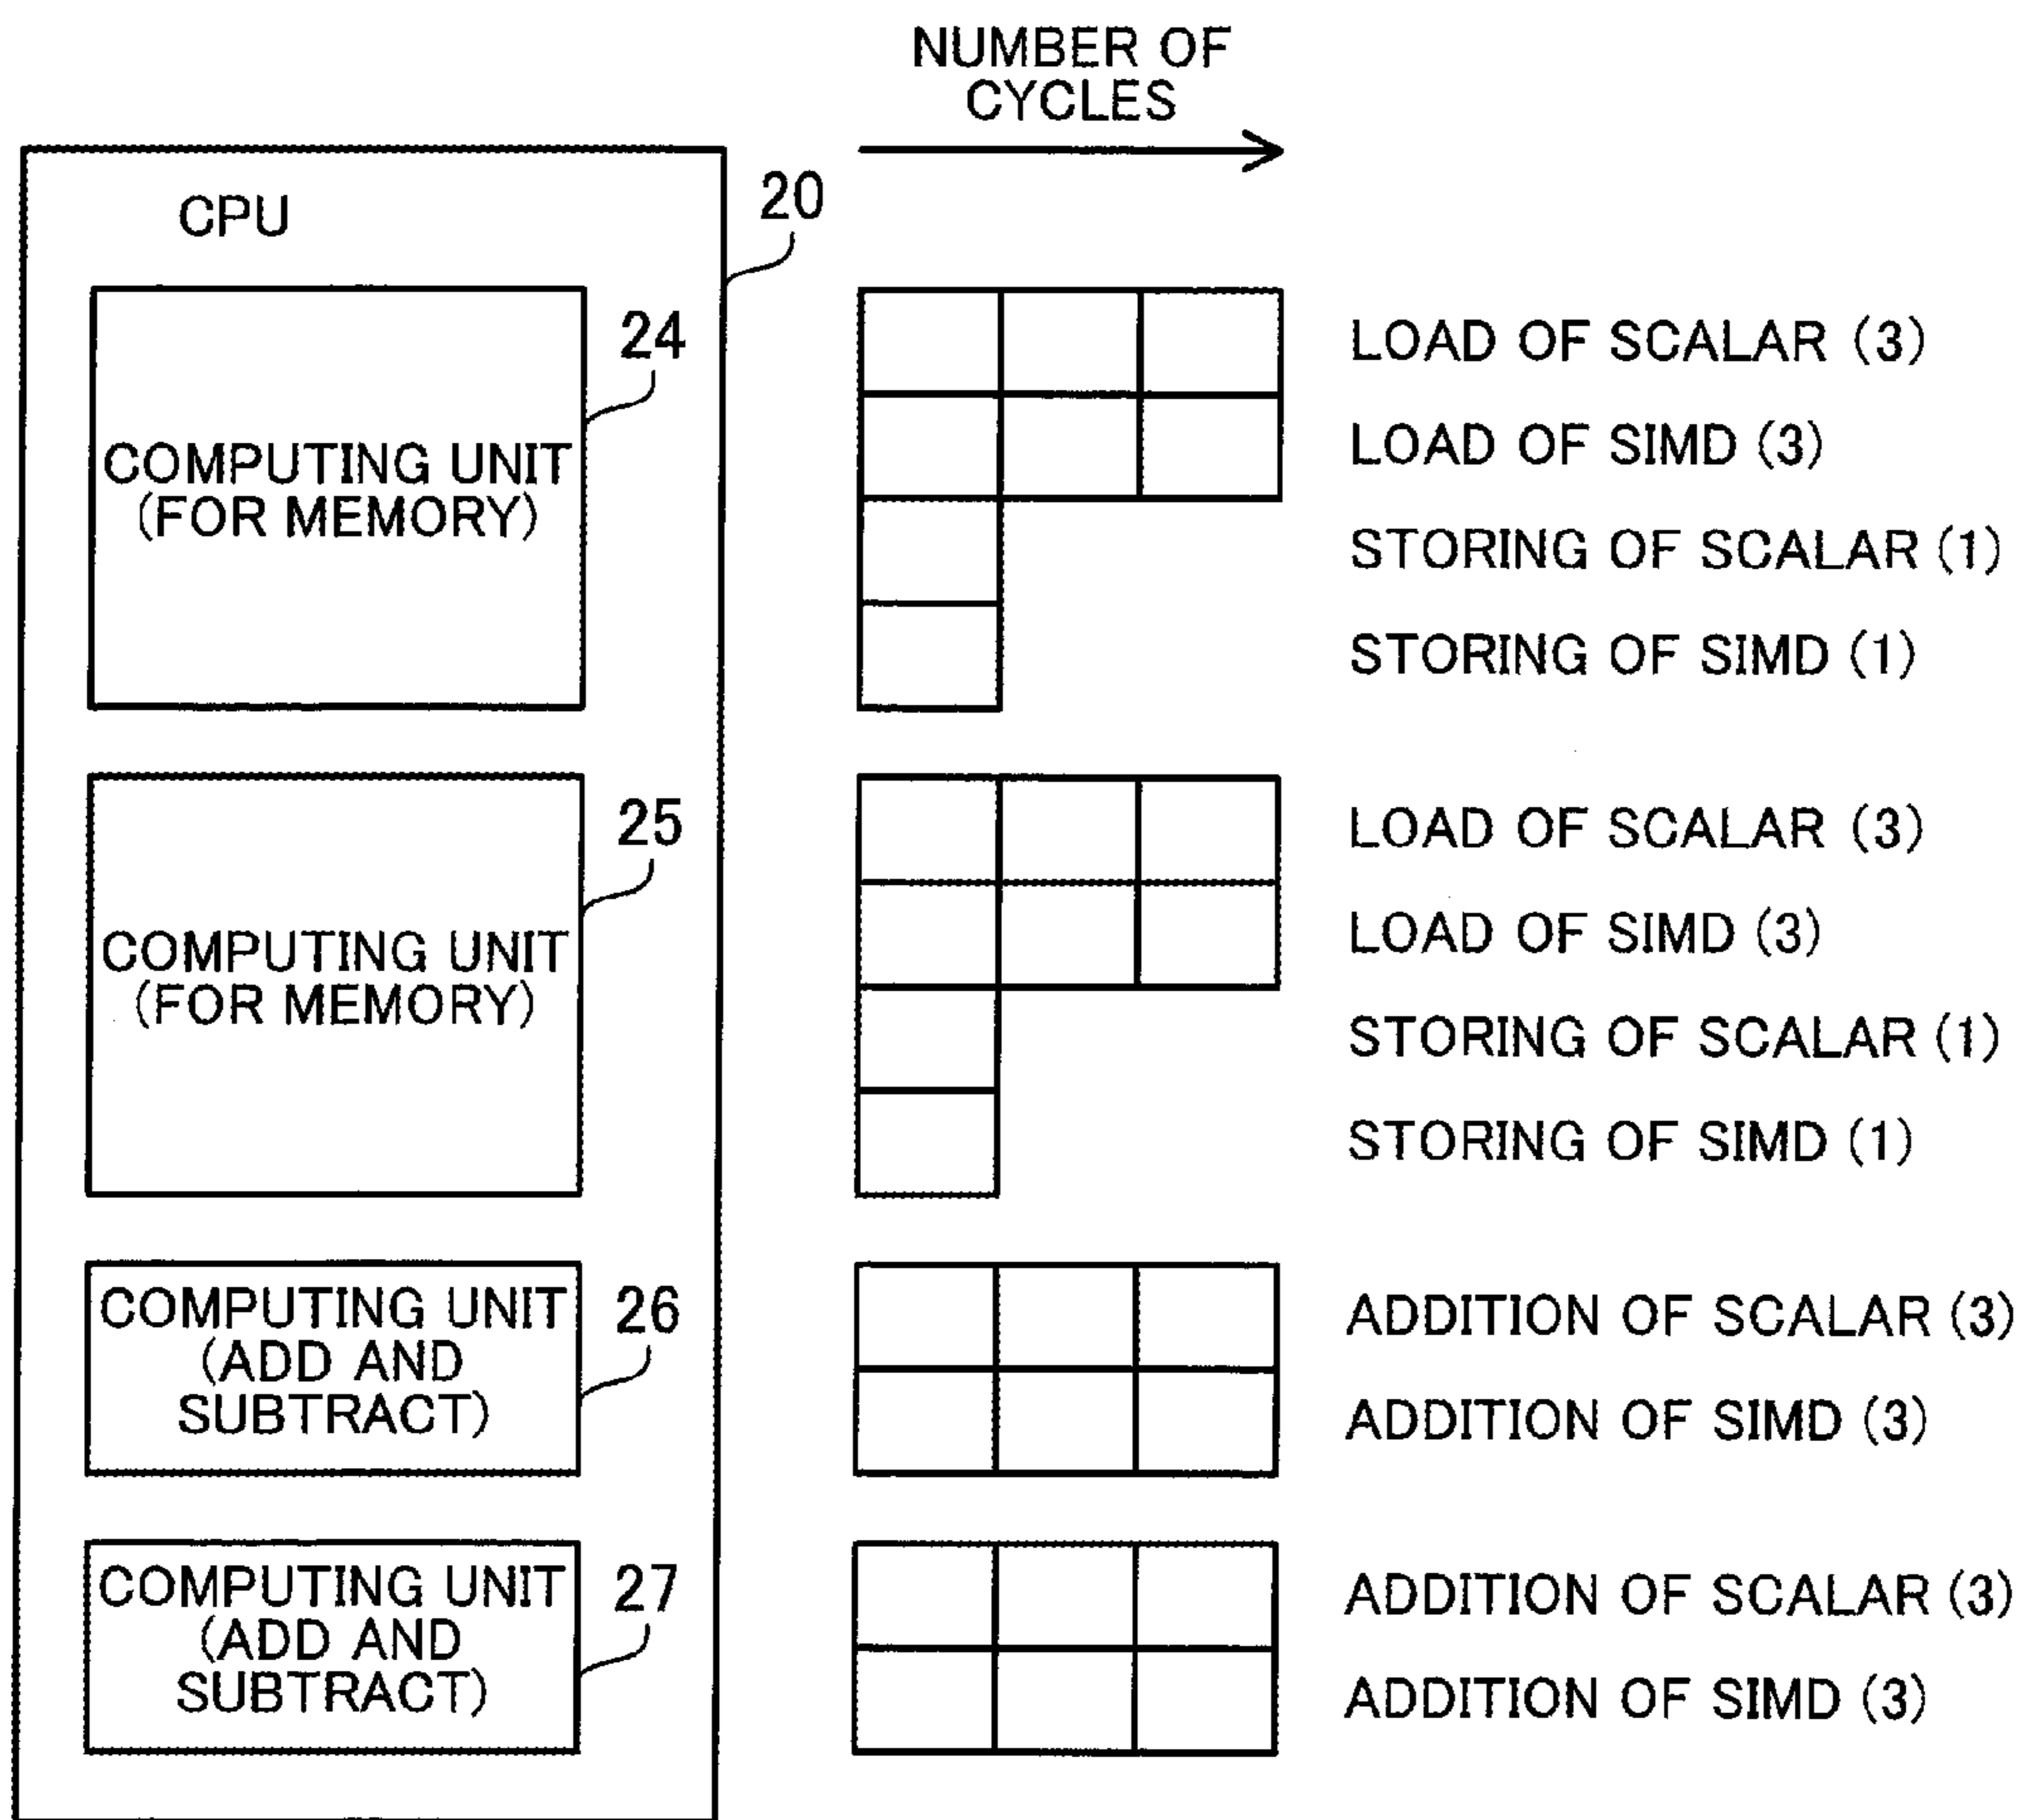 NUMBER OF
CYCLES
CPU
20
24
COMPUTING UNIT
(FOR MEMORY)
LOAD OF SCALAR (3)
LOAD OF SIMD (3)
STORING OF SCALAR (1)
STORING OF SIMD (1)
25
COMPUTING UNIT
(FOR MEMORY)
LOAD OF SCALAR (3)
LOAD OF SIMD (3)
STORING OF SCALAR (1)
STORING OF SIMD (1)
26
COMPUTING UNIT
(ADD AND
SUBTRACT)
ADDITION OF SCALAR (3)
ADDITION OF SIMD (3)
27
COMPUTING UNIT
(ADD AND
SUBTRACT)
ADDITION OF SCALAR (3)
ADDITION OF SIMD (3)